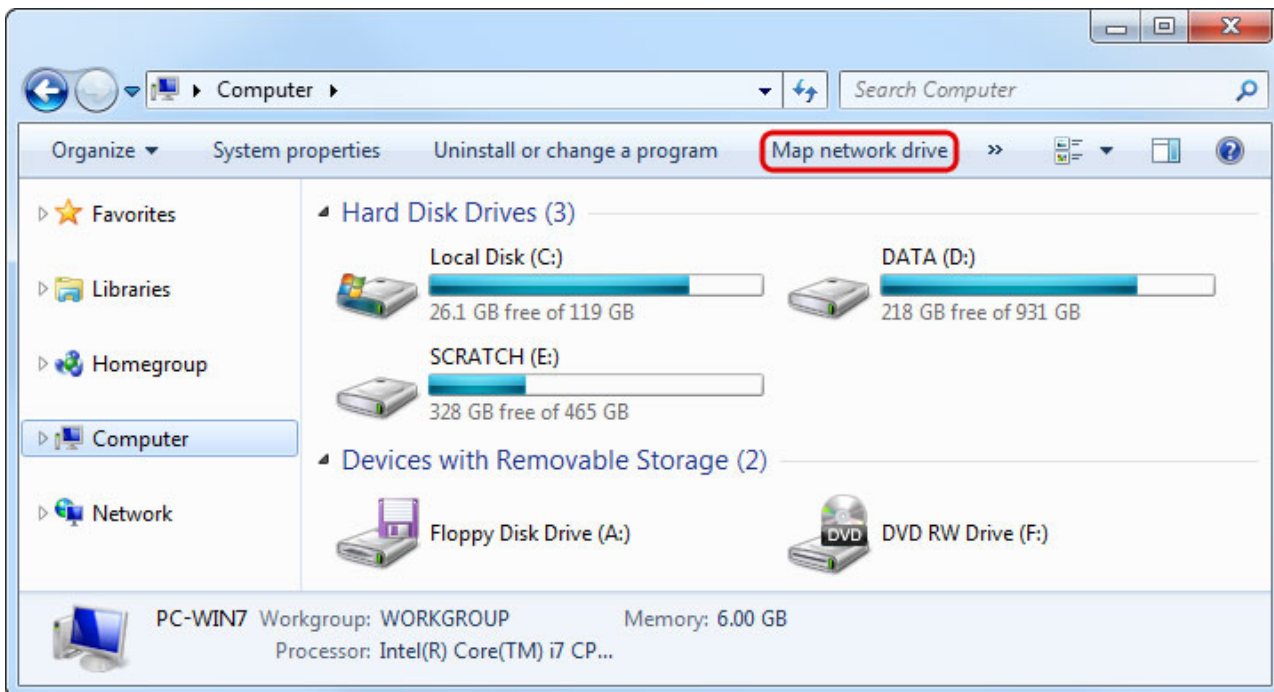 Computer
Search Computer
Organize System properties Uninstall or change a program Map network drive »
Favorites
Libraries
Homegroup
Computer
Network
Hard Disk Drives (3)
Local Disk (C:)
26.1 GB free of 119 GB
DATA (D:)
218 GB free of 931 GB
SCRATCH (E:)
328 GB free of 465 GB
Devices with Removable Storage (2)
Floppy Disk Drive (A:)
DVD
DVD RW Drive (F:)
PC-WIN7 Workgroup: WORKGROUP Memory: 6.00 GB
Processor: Intel(R) Core(TM) i7 CP...